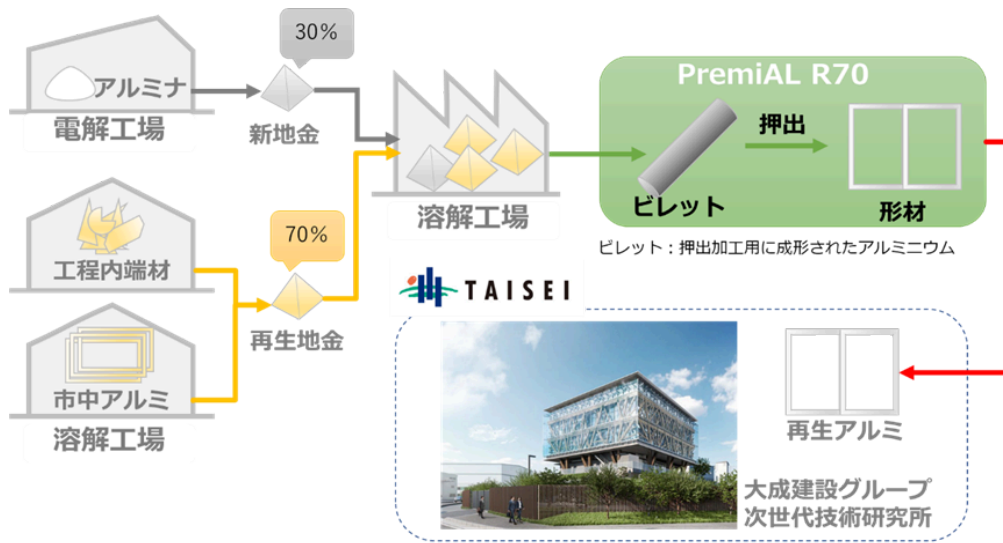 30%
アルミナ
電解工場
新地金
工程内端材
市中アルミ
溶解工場
70%
再生地金
溶解工場
PremiAL R70
押出
ビレット
形材
ビレット：押出加工用に成形されたアルミニウム
TAISEI
再生アルミ
大成建設グループ
次世代技術研究所